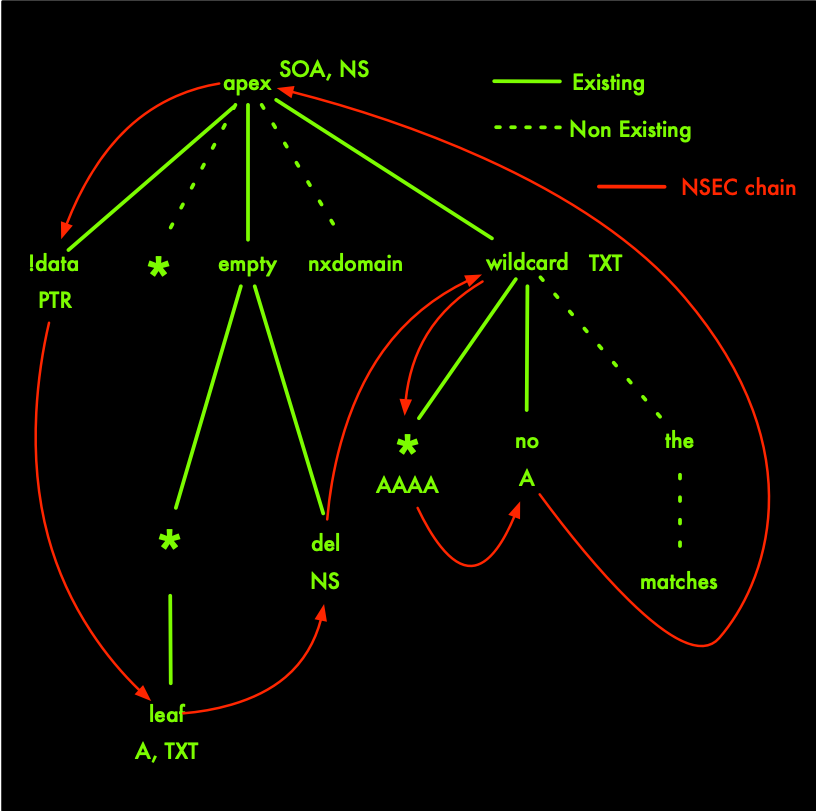 SOA, NS
apex
Existing
Non Existing
NSEC chain
!data
*
empty
nxdomain
wildcard
TXT
PTR
*
no
the
AAAA
A
*
del
NS
matches
leaf
A, TXT